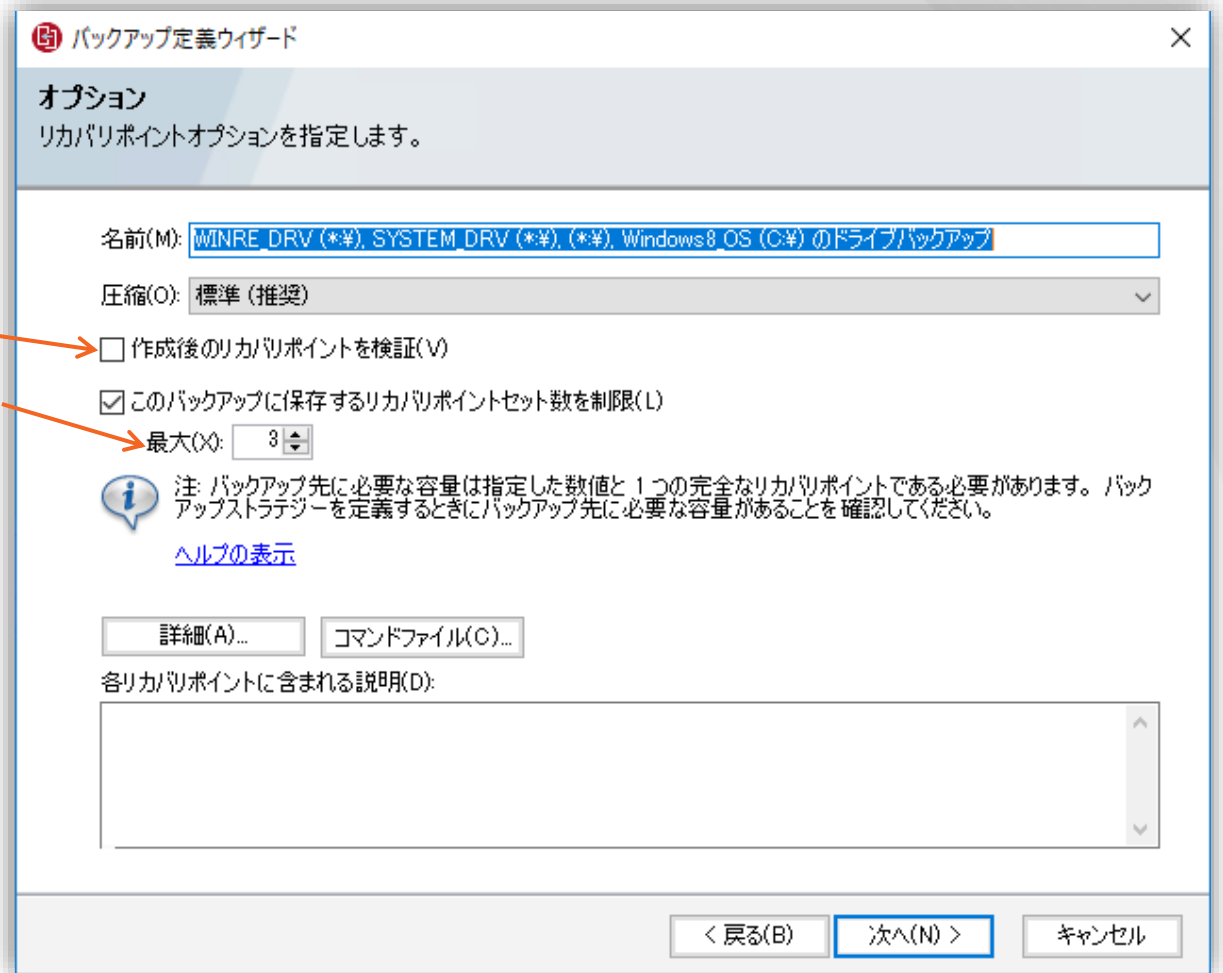 バックアップ定義ウィザード
オプション
リカバリポイントオプションを指定します。
名前(M): WINRE_DRV (*:¥), SYSTEM_DRV (*:¥), (*:¥), Windows8_OS (C:¥) のドライブバックアップ
圧縮(O): 標準 (推奨)
作成後のリカバリポイントを検証(V)
このバックアップに保存するリカバリポイントセット数を制限(L)
最大(X): 3
注: バックアップ先に必要な容量は指定した数値と 1 つの完全なリカバリポイントである必要があります。 バック
アップストラテジーを定義するときにバックアップ先に必要な容量があることを確認してください。
ヘルプの表示
詳細(A)... コマンドファイル(C)...
各リカバリポイントに含まれる説明(D):
< 戻る(B) 次へ(N) > キャンセル